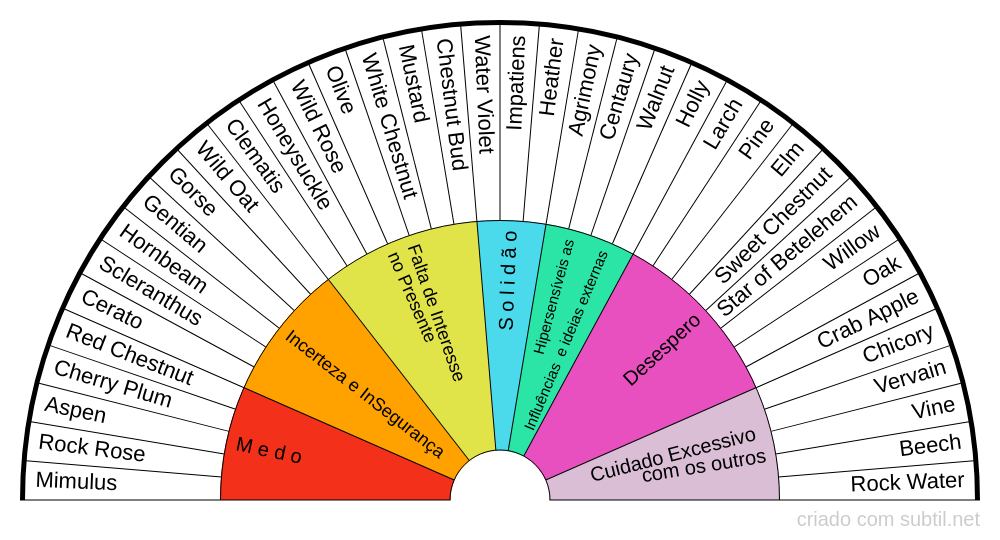 Mimulus
Rock Rose
Aspen
Cherry Plum
Red Chestnut
Cerato
Scleranthus
Hornbeam
Gentian
Gorse
Wild Oat
Clematis
Honeysuckle
Wild Rose
Olive
White Chestnut
Mustard
Chestnut Bud
Water Violet
Impatiens
Heather
Agrimony
Centaury
Walnut
Holly
Larch
Pine
Elm
Sweet Chestnut
Star of Betelehem
Willow
Oak
Crab Apple
Chicory
Vervain
Vine
Beech
Rock Water
M e d o
Incerteza e InSegurança
Falta de Interesse
no Presente
S o l i d ã o
Hipersensíveis as
Influências e ideias externas
Desespero
Cuidado Excessivo
com os outros
criado com subtil.net